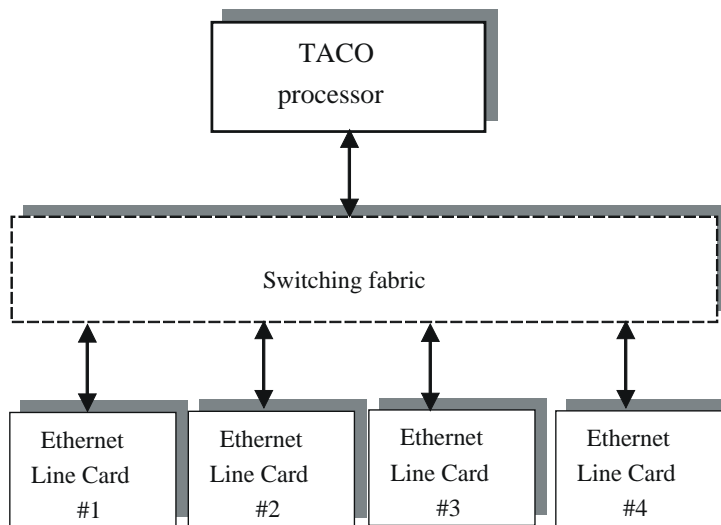 TACO
processor
Switching fabric
Ethernet
Line Card
#1
Ethernet
Line Card
#2
Ethernet
Line Card
#3
Ethernet
Line Card
#4